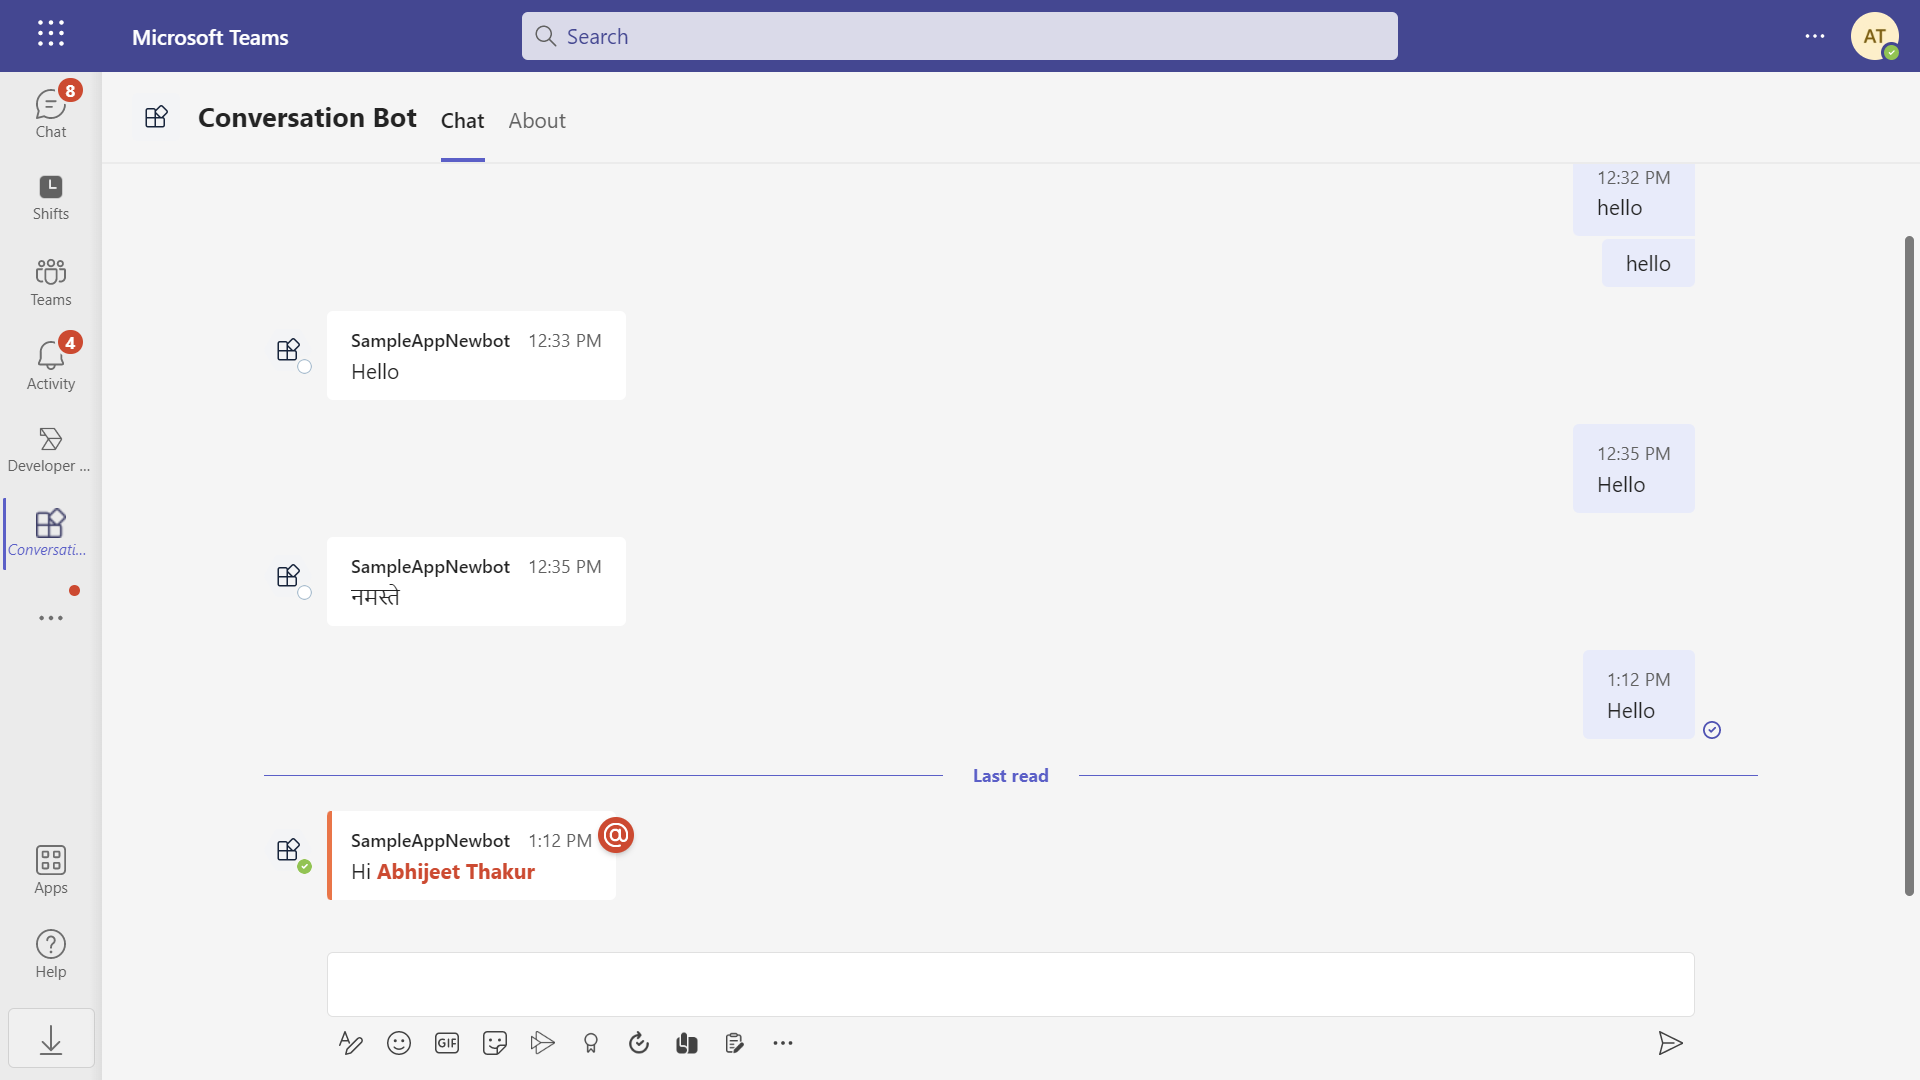 Microsoft Teams
Search
AT
8
Chat
Shifts
Teams
4
Activity
Developer ...
Conversati...
Apps
Help
Conversation Bot
Chat
About
12:32 PM
hello
hello
SampleAppNewbot 12:33 PM
Hello
12:35 PM
Hello
SampleAppNewbot 12:35 PM
नमस्ते
1:12 PM
Hello
Last read
SampleAppNewbot 1:12 PM
@
Hi Abhijeet Thakur
GIF